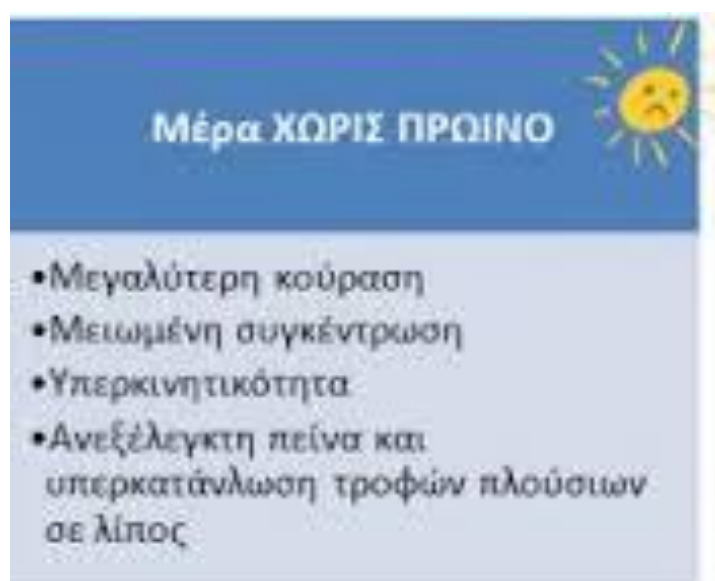 Μέρα ΧΩΡΙΣ ΠΡΩΙΝΟ
•Μεγαλύτερη κούραση
•Μειωμένη συγκέντρωση
•Υπερκινητικότητα
•Ανεξέλεγκτη πείνα και
υπερκατάνλωση τροφών πλούσιων
σε λίπος